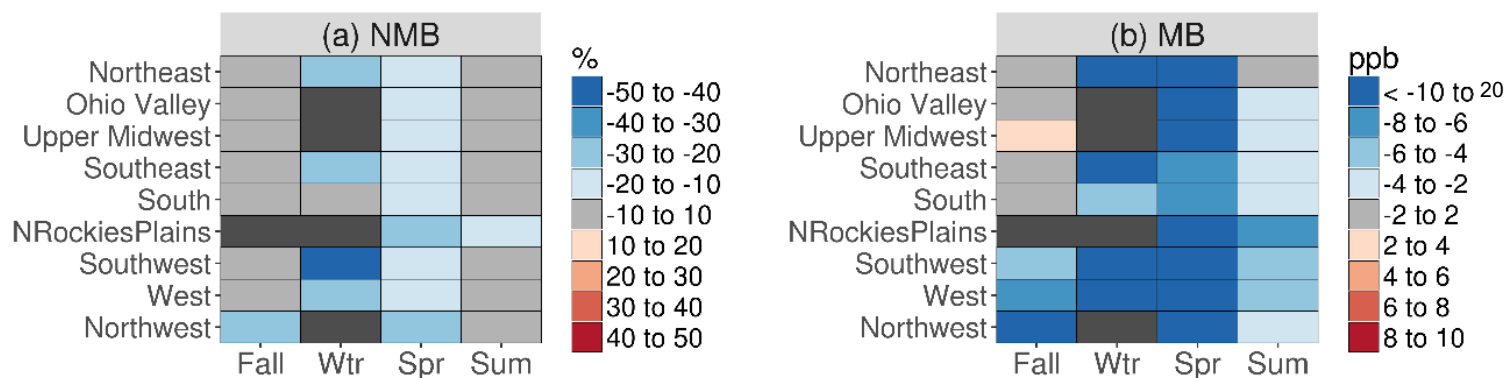 (a) NMB
Northeast
Ohio Valley
Upper Midwest
Southeast
South
NRockiesPlains
Southwest
West
Northwest
Fall Wtr Spr Sum
%
-50 to -40
-40 to -30
-30 to -20
-20 to -10
-10 to 10
10 to 20
20 to 30
30 to 40
40 to 50
(b) MB
Northeast
Ohio Valley
Upper Midwest
Southeast
South
NRockiesPlains
Southwest
West
Northwest
Fall Wtr Spr Sum
ppb
< -10 to 20
-8 to -6
-6 to -4
-4 to -2
-2 to 2
2 to 4
4 to 6
6 to 8
8 to 10